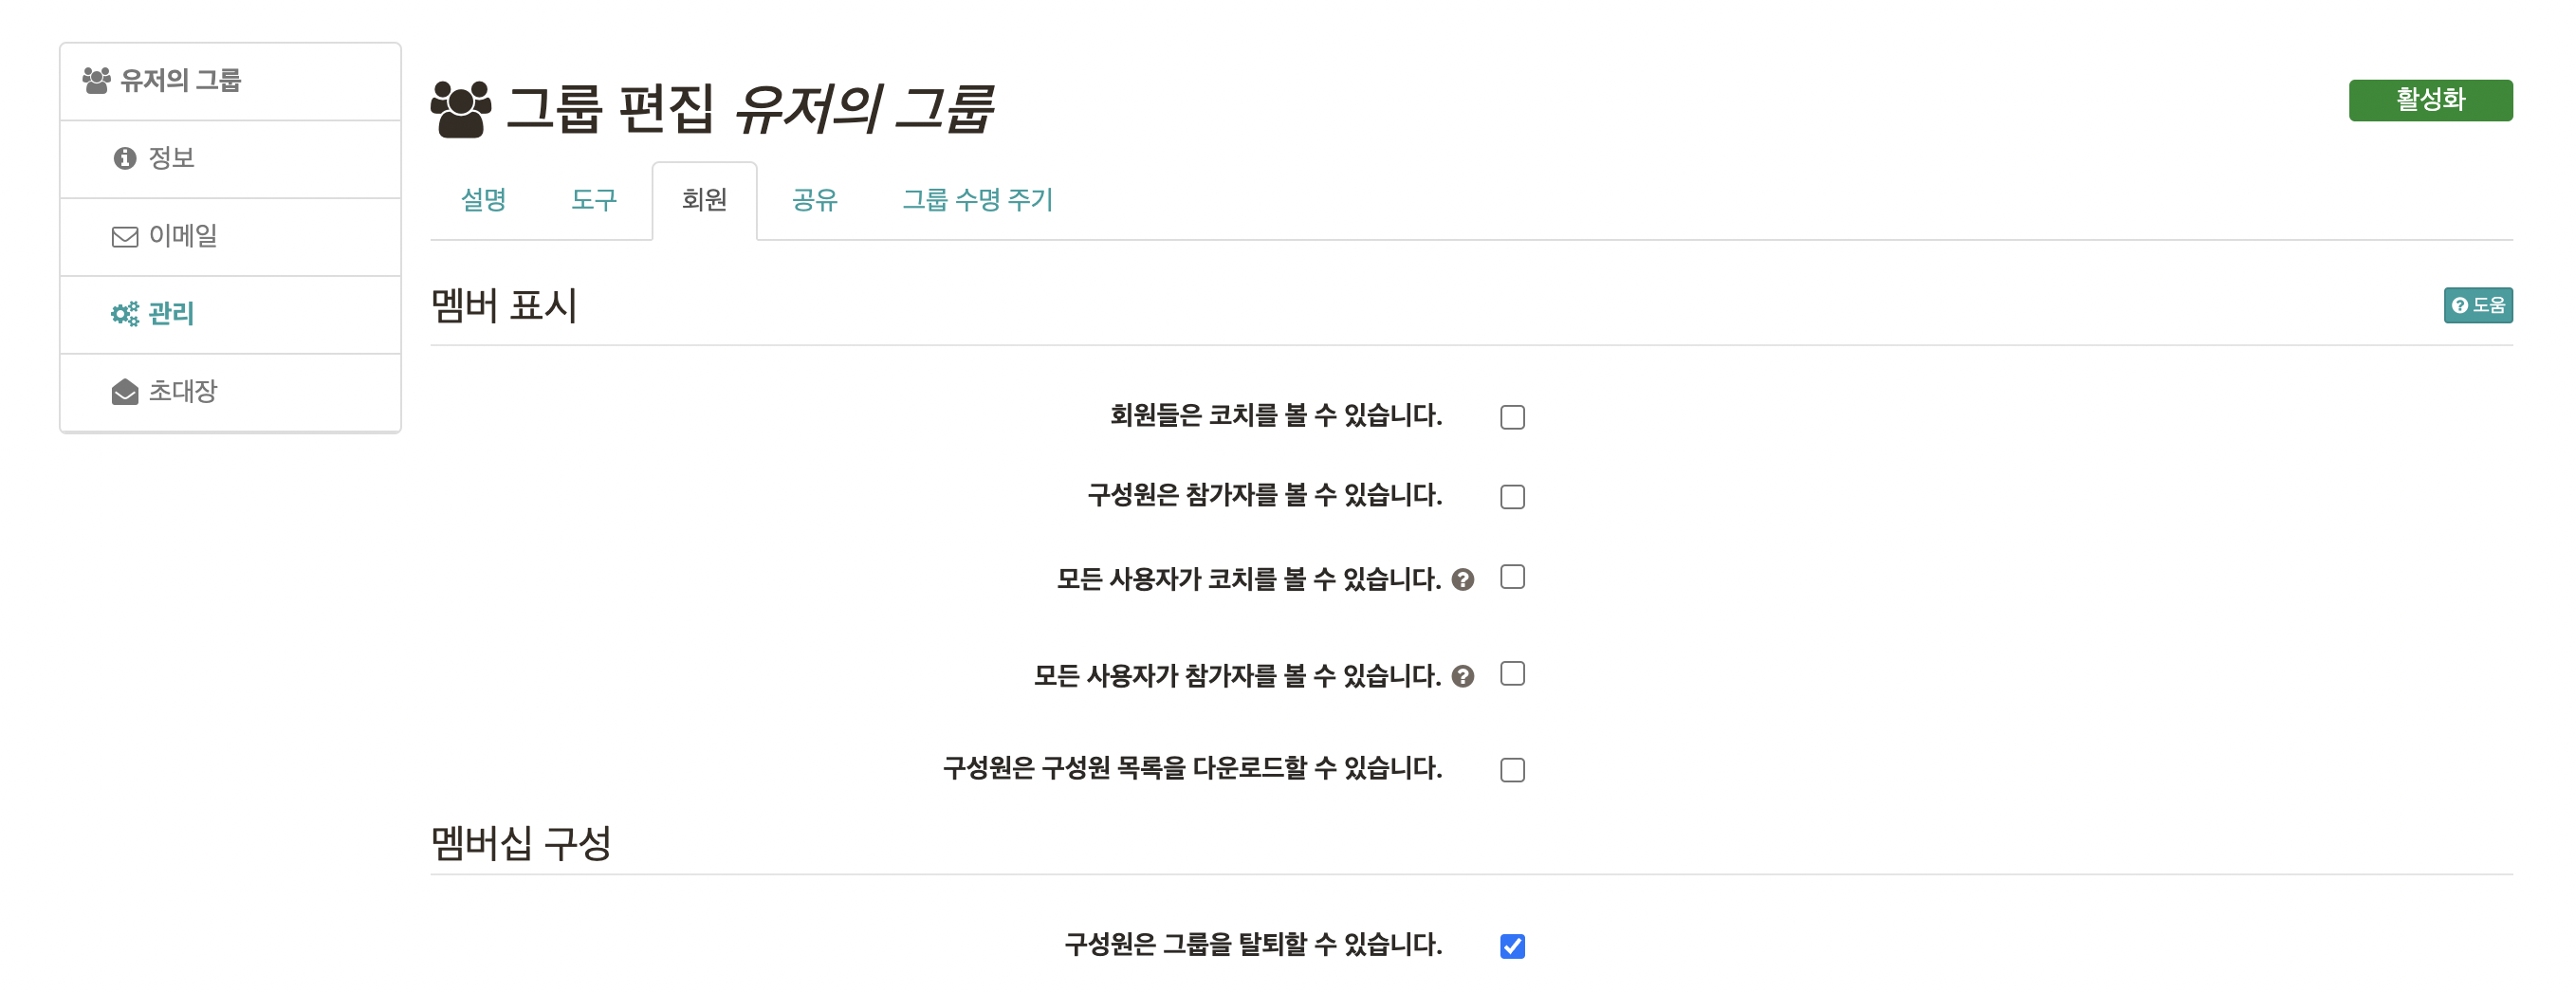 유저의 그룹
정보
이메일
관리
초대장
그룹 편집 유저의 그룹
활성화
설명
도구
회원
공유
그룹 수명 주기
멤버 표시
도움
회원들은 코치를 볼 수 있습니다.
구성원은 참가자를 볼 수 있습니다.
모든 사용자가 코치를 볼 수 있습니다.
모든 사용자가 참가자를 볼 수 있습니다.
구성원은 구성원 목록을 다운로드할 수 있습니다.
멤버십 구성
구성원은 그룹을 탈퇴할 수 있습니다.